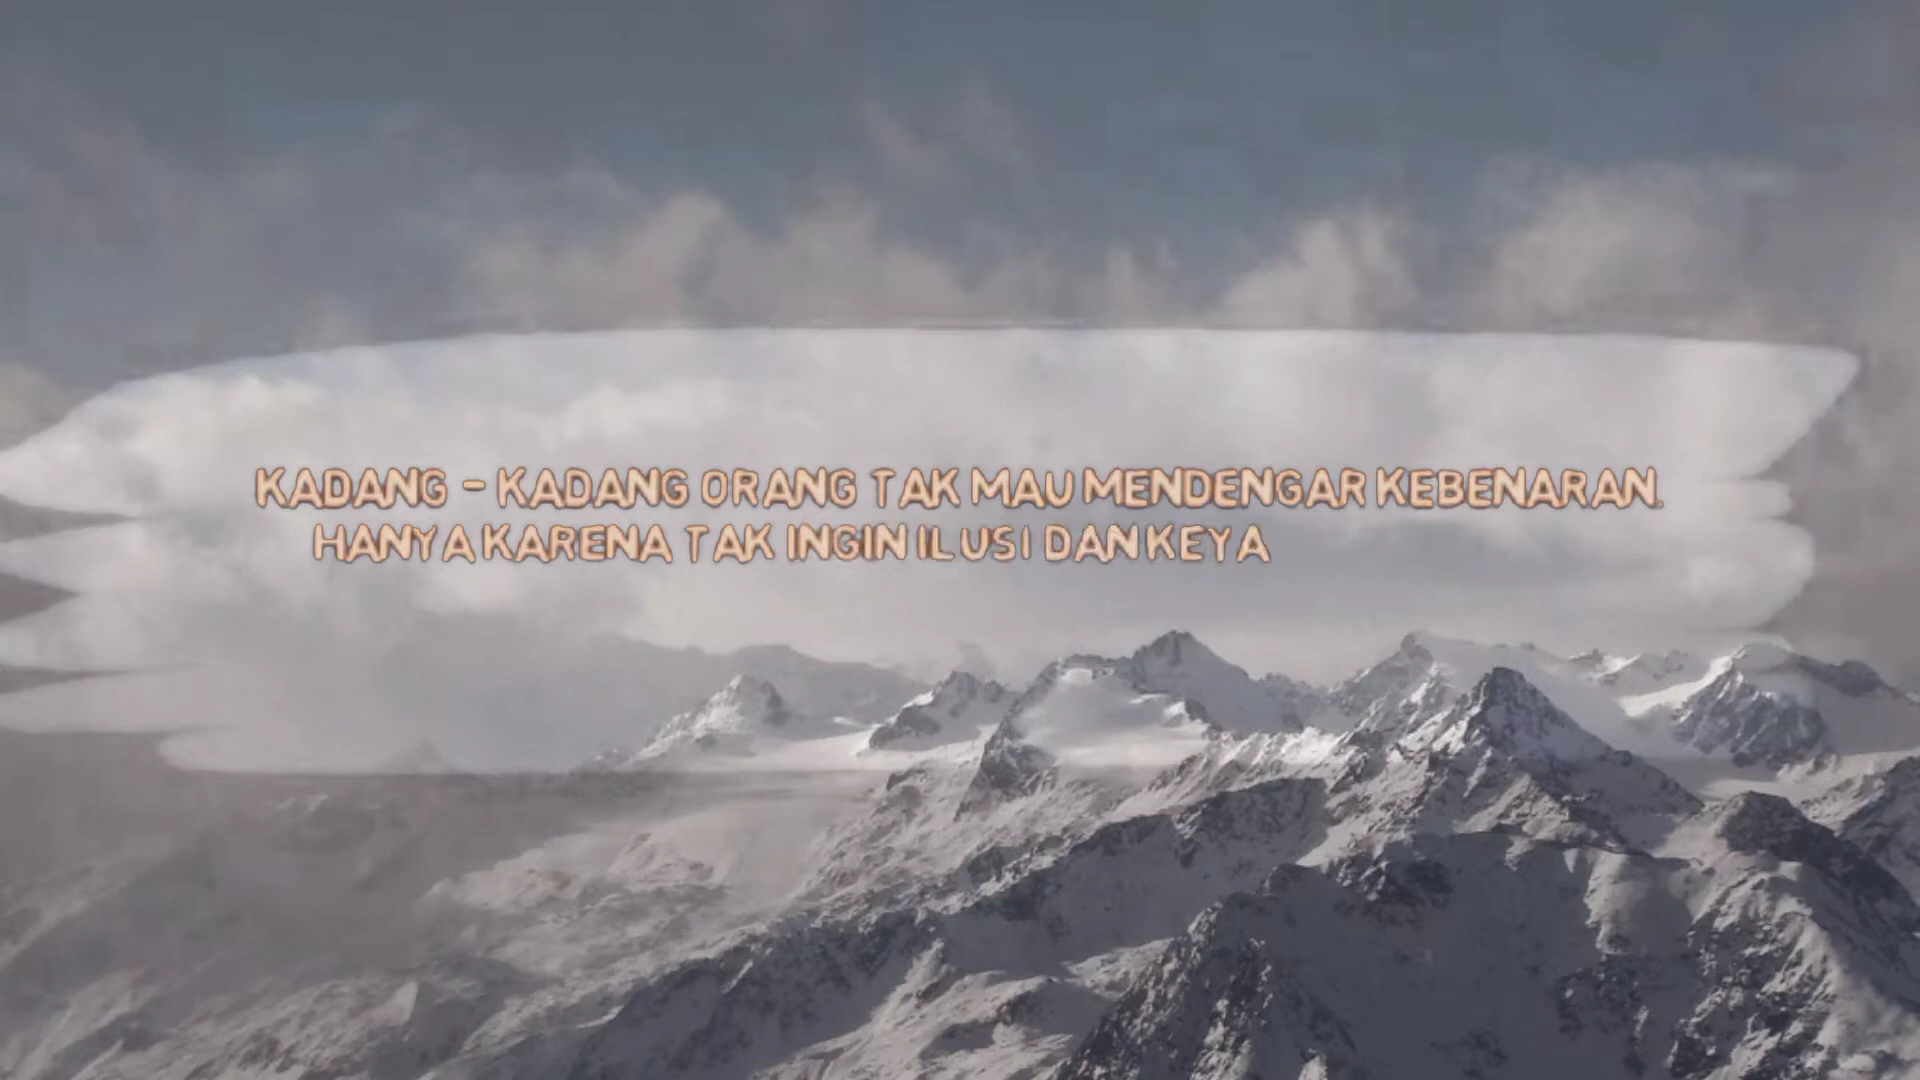 KADANG - KADANG ORANG TAK MAU MENDENGAR KEBENARAN.
HANYA KARENA TAK INGIN ILUSI DAN KEYA